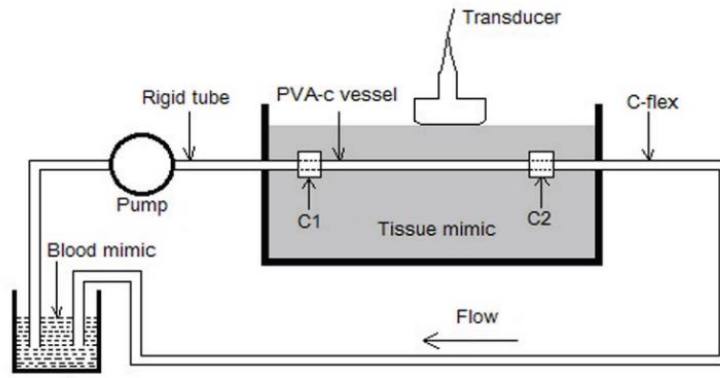 Transducer
Rigid tube
PVA-c vessel
C-flex
Pump
C1
C2
Tissue mimic
Blood mimic
Flow